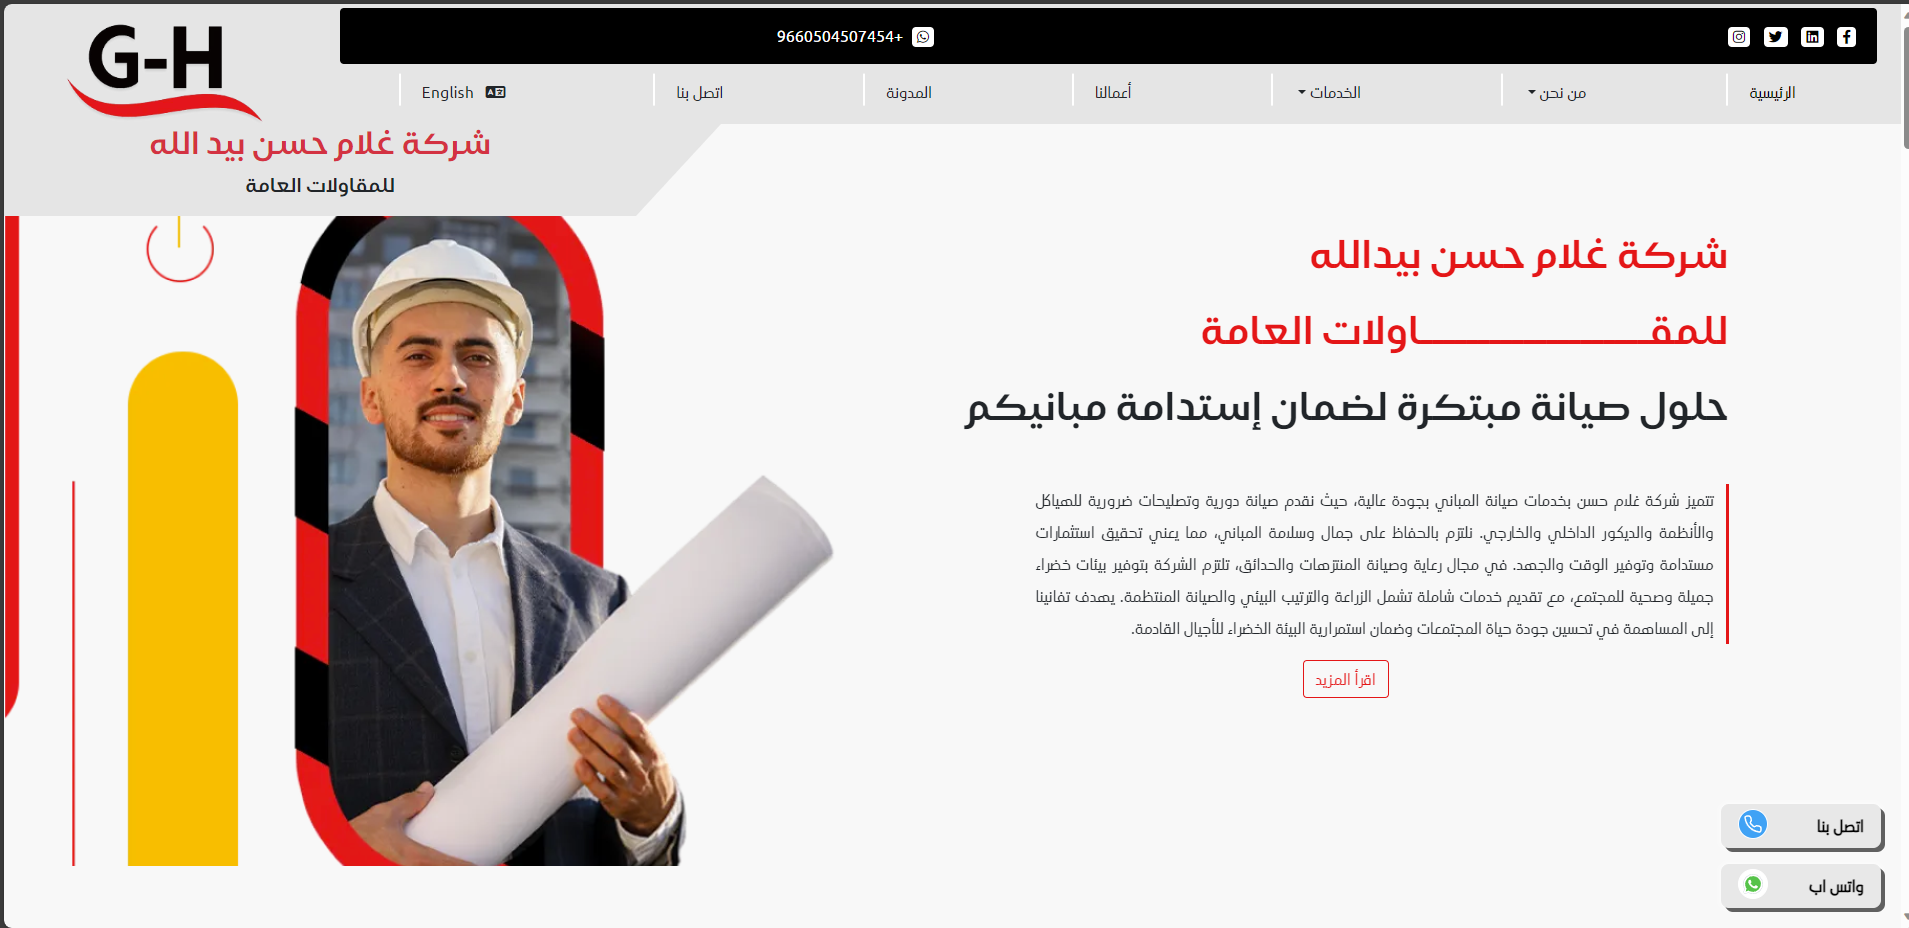 G-H
شركة غلام حسن بيد الله
للمقاولات العامة
+9660504507454
الرئيسية
من نحن
الخدمات
أعمالنا
المدونة
اتصل بنا
English
شركة غلام حسن بيدالله
للمقـــــــــــــــــاولات العامة
حلول صيانة مبتكرة لضمان إستدامة مبانيكم
تتميز شركة غلام حسن بخدمات صيانة المباني بجودة عالية، حيث نقدم صيانة دورية وتصليحات ضرورية للهياكل
والأنظمة والديكور الداخلي والخارجي. نلتزم بالحفاظ على جمال وسلامة المباني، مما يعني تحقيق استثمارات
مستدامة وتوفير الوقت والجهد. في مجال رعاية وصيانة المنتزهات والحدائق، تلتزم الشركة بتوفير بيئات خضراء
جميلة وصحية للمجتمع، مع تقديم خدمات شاملة تشمل الزراعة والترتيب البيئي والصيانة المنتظمة. يهدف تفانينا
إلى المساهمة في تحسين جودة حياة المجتمعات وضمان استمرارية البيئة الخضراء للأجيال القادمة.
اقرأ المزيد
اتصل بنا
واتس اب